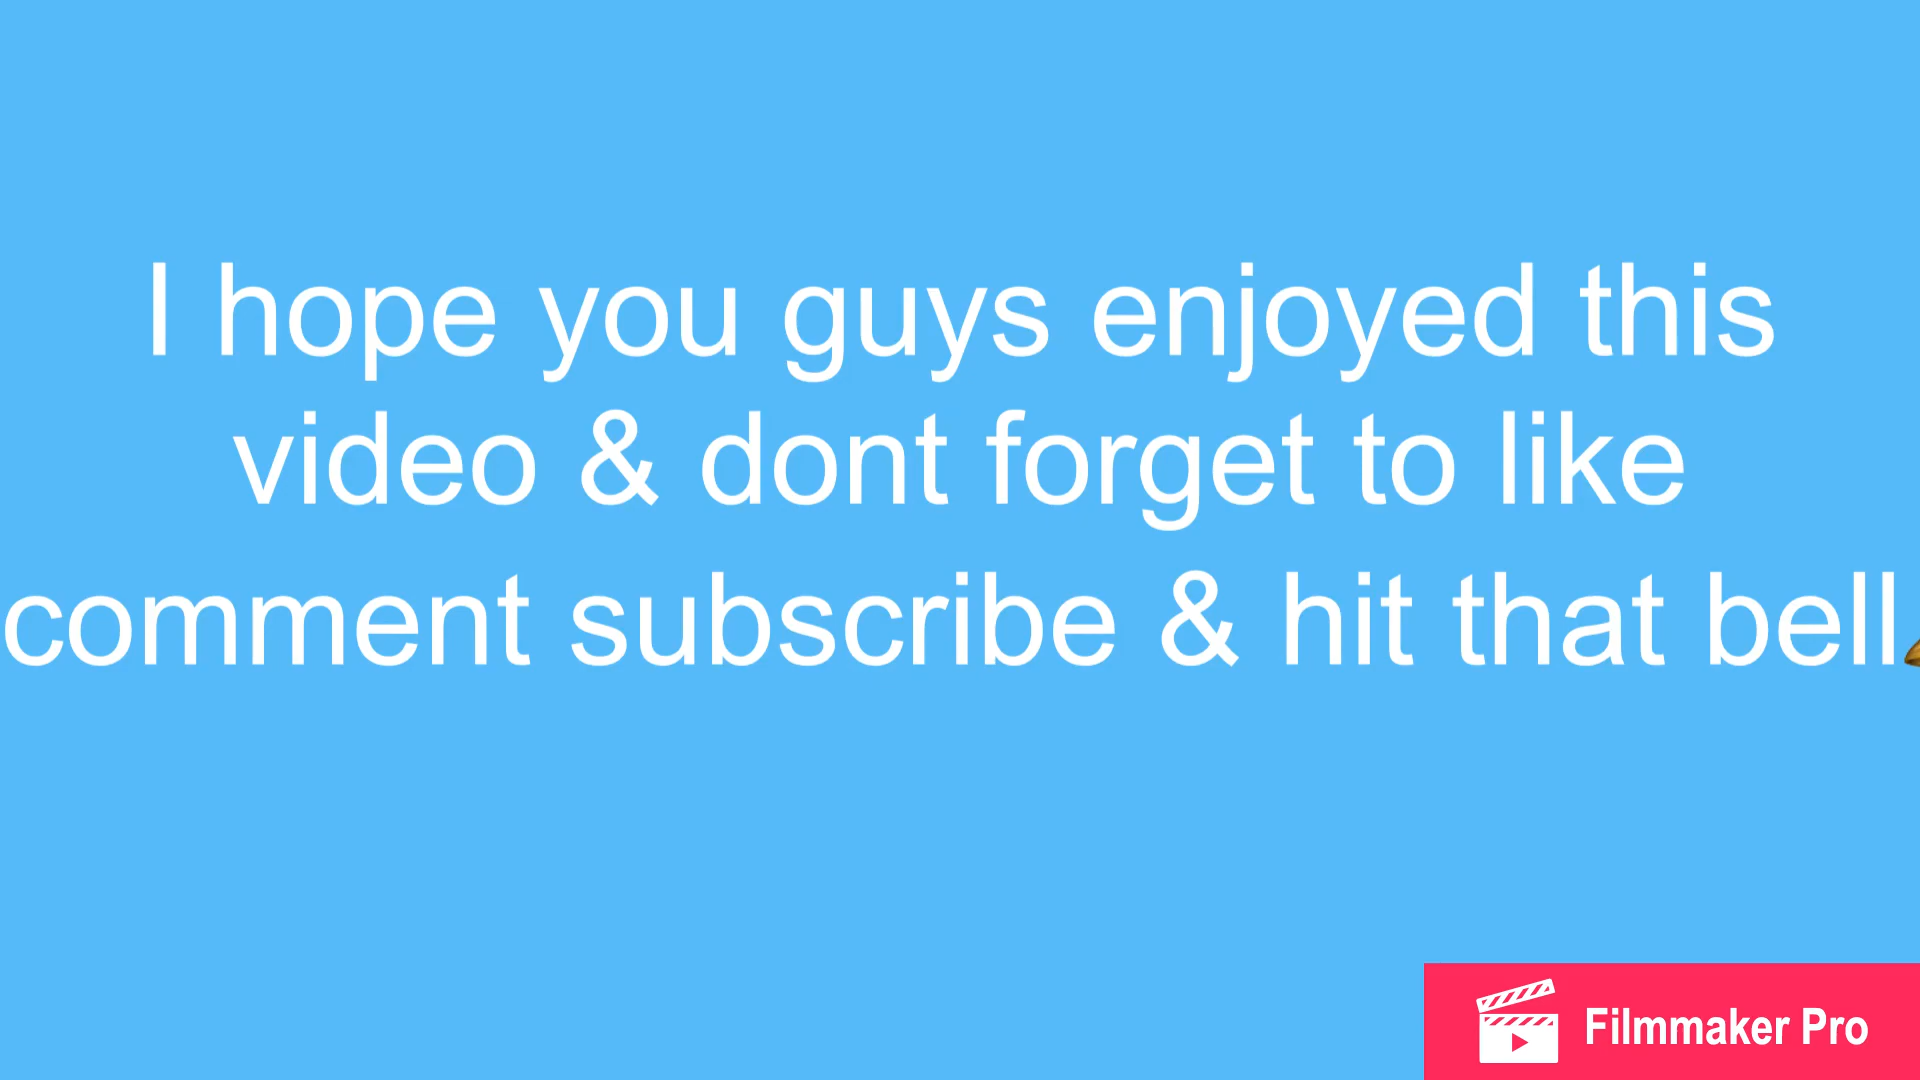 I hope you guys enjoyed this
video & dont forget to like
comment subscribe & hit that bell
Filmmaker Pro